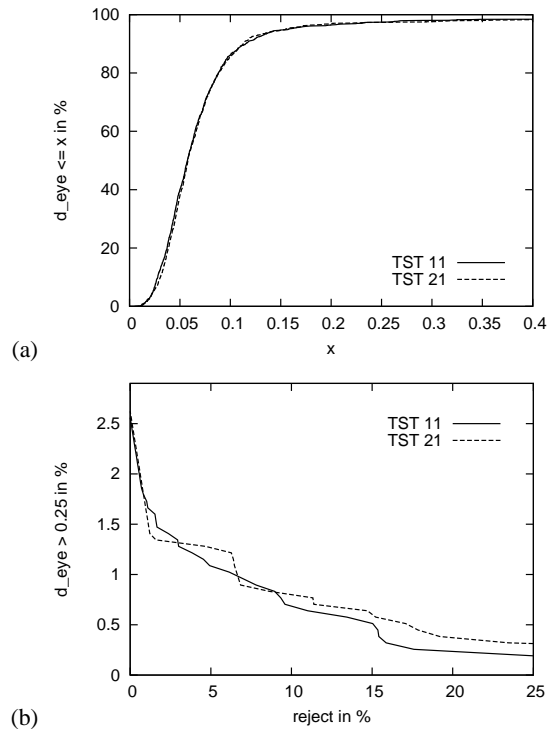 100
80
60
40
20
0
d_eye <= x in %
TST 11
TST 21
0 0.05 0.1 0.15 0.2 0.25 0.3 0.35 0.4
x
(a)
2.5
2
1.5
1
0.5
0
d_eye > 0.25 in %
TST 11
TST 21
0 5 10 15 20 25
reject in %
(b)